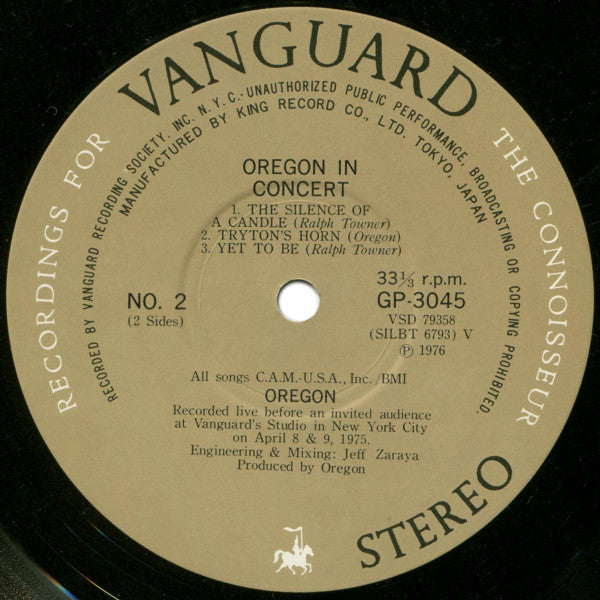 VANGUARD
RECORDINGS FOR THE CONNOISSEUR
RECORDED BY VANGUARD RECORDING SOCIETY, INC. N.Y.C.·UNAUTHORIZED PUBLIC PERFORMANCE, BROADCASTING OR COPYING PROHIBITED.
MANUFACTURED BY KING RECORD CO., LTD. TOKYO, JAPAN
OREGON IN
CONCERT
1. THE SILENCE OF
A CANDLE (Ralph Towner)
2. TRYTON'S HORN (Oregon)
3. YET TO BE (Ralph Towner)
NO. 2
(2 Sides)
33⅓ r.p.m.
GP-3045
VSD 79358
(SILBT 6793) V
Ⓟ 1976
All songs C.A.M.-U.S.A., Inc. /BMI
OREGON
Recorded live before an invited audience
at Vanguard's Studio in New York City
on April 8 & 9, 1975.
Engineering & Mixing: Jeff Zaraya
Produced by Oregon
STEREO